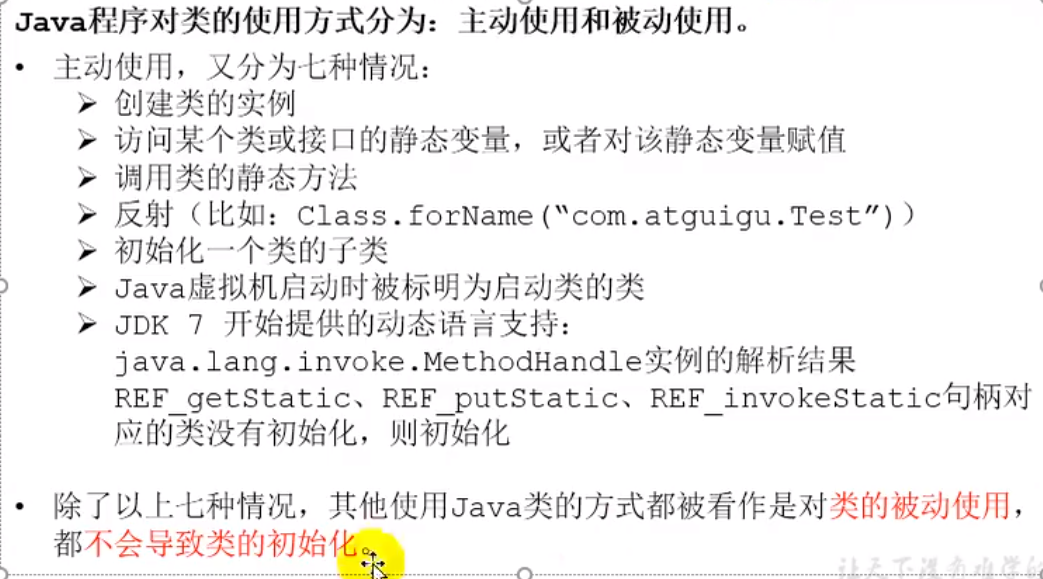 Java程序对类的使用方式分为：主动使用和被动使用。
• 主动使用，又分为七种情况：
➢ 创建类的实例
➢ 访问某个类或接口的静态变量，或者对该静态变量赋值
➢ 调用类的静态方法
➢ 反射（比如：Class.forName(“com.atguigu.Test”)）
➢ 初始化一个类的子类
➢ Java虚拟机启动时被标明为启动类的类
➢ JDK 7 开始提供的动态语言支持：
java.lang.invoke.MethodHandle实例的解析结果
REF_getStatic、REF_putStatic、REF_invokeStatic句柄对
应的类没有初始化，则初始化
• 除了以上七种情况，其他使用Java类的方式都被看作是对类的被动使用，
都不会导致类的初始化。